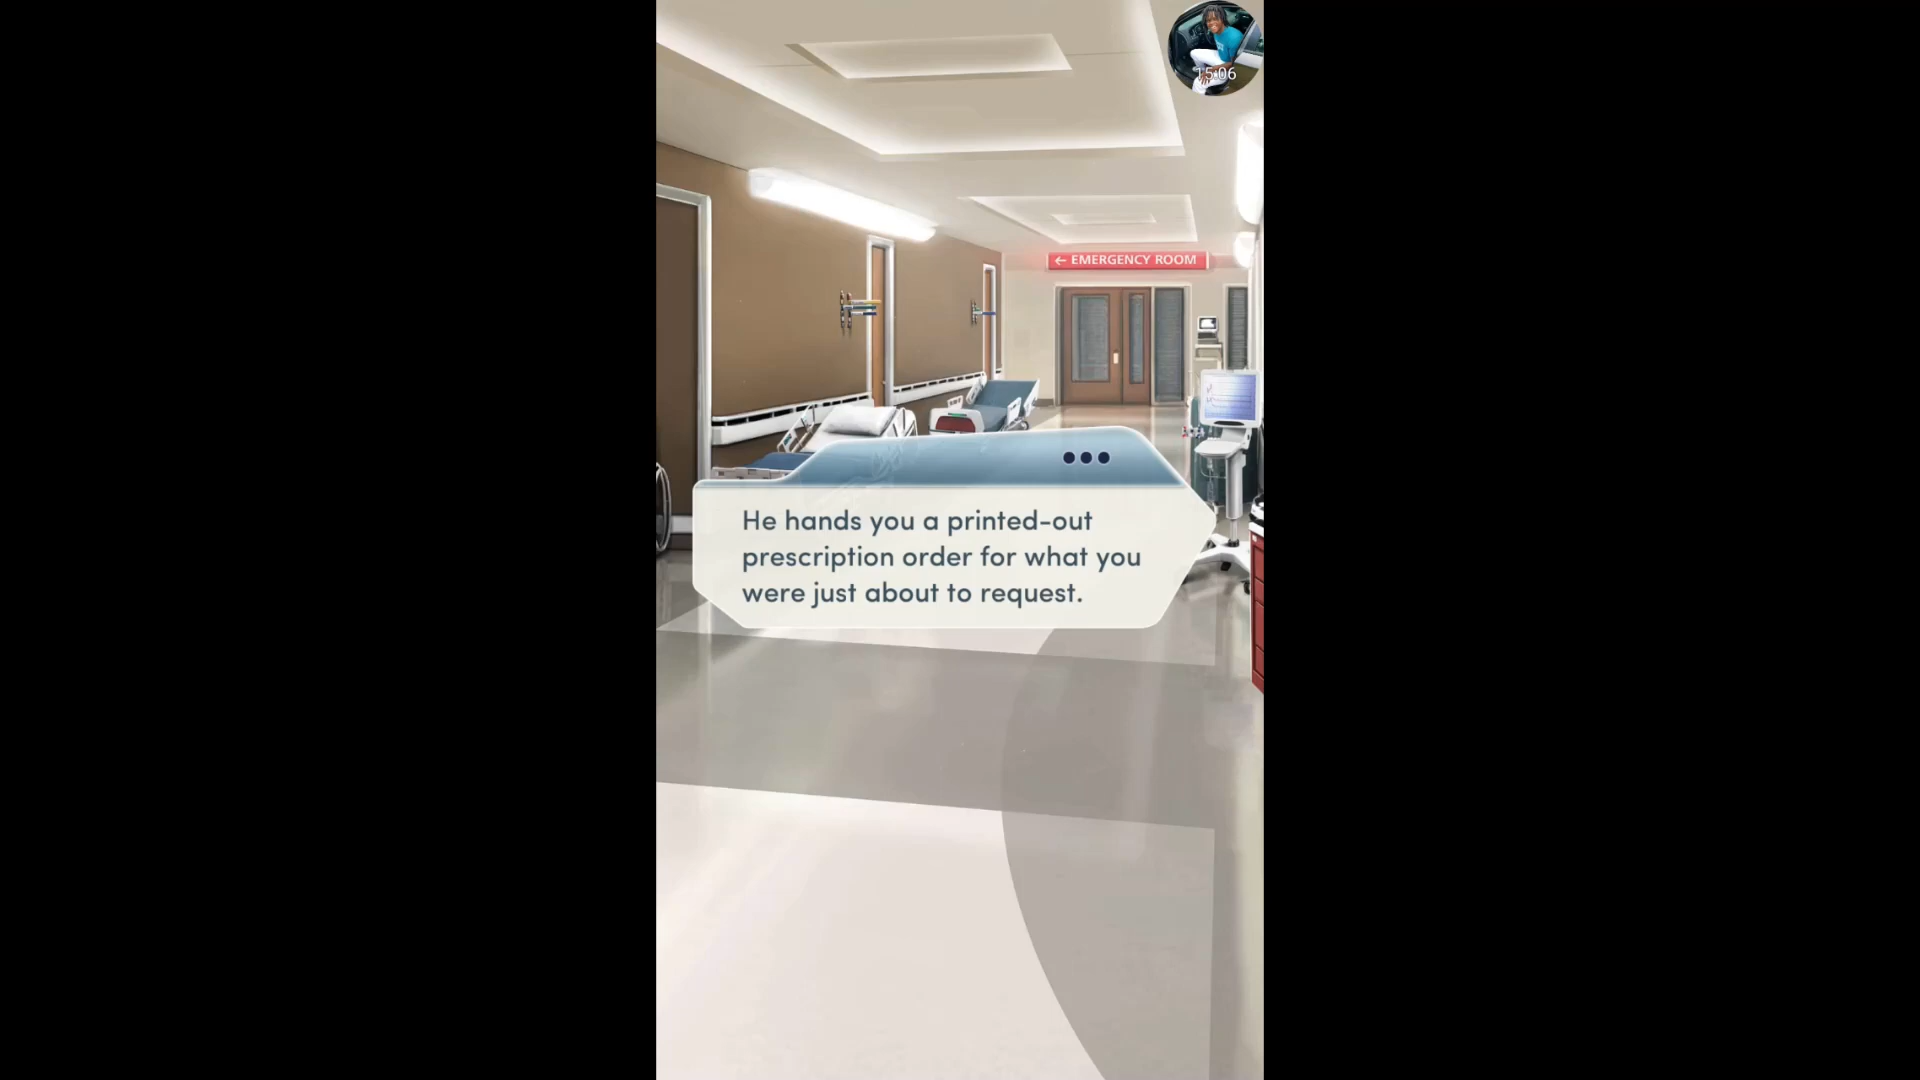 15:06
← EMERGENCY ROOM
He hands you a printed-out
prescription order for what you
were just about to request.